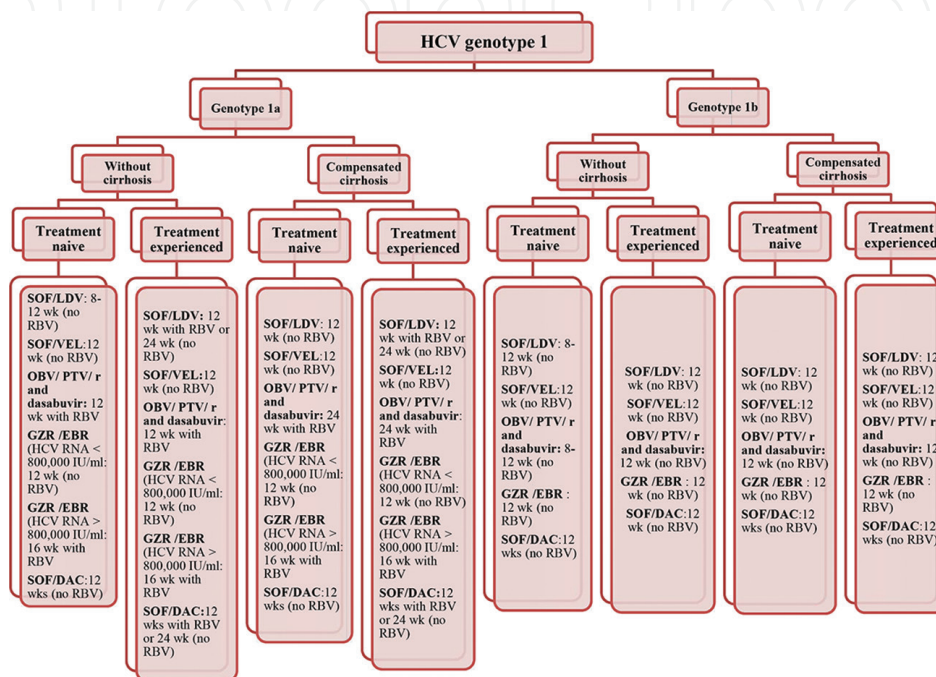 HCV genotype 1
Genotype 1a
Genotype 1b
Without
cirrhosis
Compensated
cirrhosis
Without
cirrhosis
Compensated
cirrhosis
Treatment
naive
Treatment
experienced
Treatment
naive
Treatment
experienced
Treatment
naive
Treatment
experienced
Treatment
naive
Treatment
experienced
SOF/LDV: 8-
12 wk (no
RBV)
SOF/VEL:12
wk (no RBV)
OBV/ PTV/ r
and
dasabuvir: 12
wk with RBV
GZR /EBR
(HCV RNA <
800,000 IU/ml:
12 wk (no
RBV)
GZR /EBR
(HCV RNA >
800,000 IU/ml:
16 wk with
RBV
SOF/DAC:12
wks (no RBV)
SOF/LDV: 12
wk with RBV or
24 wk (no
RBV)
SOF/VEL:12
wk (no RBV)
OBV/ PTV/ r
and dasabuvir:
12 wk with
RBV
GZR /EBR
(HCV RNA <
800,000 IU/ml:
12 wk (no
RBV)
GZR /EBR
(HCV RNA >
800,000 IU/ml:
16 wk with
RBV
SOF/DAC:12
wks with RBV
or 24 wk (no
RBV)
SOF/LDV: 12
wk (no RBV)
SOF/VEL:12
wk (no RBV)
OBV/ PTV/ r
and
dasabuvir: 24
wk with RBV
GZR /EBR
(HCV RNA <
800,000 IU/ml:
12 wk (no
RBV)
GZR /EBR
(HCV RNA >
800,000 IU/ml:
16 wk with
RBV
SOF/DAC:12
wks (no RBV)
SOF/LDV: 12
wk with RBV or
24 wk (no RBV)
SOF/VEL:12
wk (no RBV)
OBV/ PTV/ r
and dasabuvir:
24 wk with
RBV
GZR /EBR
(HCV RNA <
800,000 IU/ml:
12 wk (no RBV)
GZR /EBR
(HCV RNA >
800,000 IU/ml:
16 wk with
RBV
SOF/DAC:12
wks with RBV
or 24 wk (no
RBV)
SOF/LDV: 8-
12 wk (no
RBV)
SOF/VEL:12
wk (no RBV)
OBV/ PTV/ r
and
dasabuvir: 8-
12 wk (no
RBV)
GZR /EBR :
12 wk (no
RBV)
SOF/DAC:12
wks (no RBV)
SOF/LDV: 12
wk (no RBV)
SOF/VEL:12
wk (no RBV)
OBV/ PTV/ r
and dasabuvir:
12 wk (no RBV)
GZR /EBR : 12
wk (no RBV)
SOF/DAC:12
wk (no RBV)
SOF/LDV: 12
wk (no RBV)
SOF/VEL:12
wk (no RBV)
OBV/ PTV/ r
and dasabuvir:
12 wk (no RBV)
GZR /EBR : 12
wk (no RBV)
SOF/DAC:12
wks (no RBV)
SOF/LDV: 12
wk (no RBV)
SOF/VEL:12
wk (no RBV)
OBV/ PTV/ r
and
dasabuvir: 12
wk (no RBV)
GZR /EBR :
12 wk (no
RBV)
SOF/DAC:12
wks (no RBV)